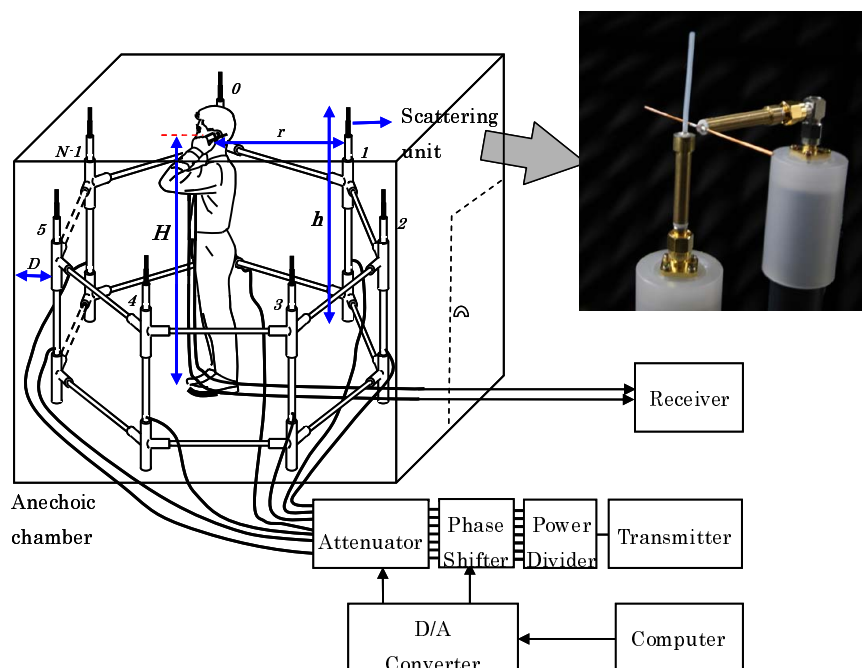 0
Scattering
unit
r
N-1
1
H
h
2
5
D
4
3
Receiver
Anechoic
chamber
Attenuator
Phase
Shifter
Power
Divider
Transmitter
D/A
Converter
Computer